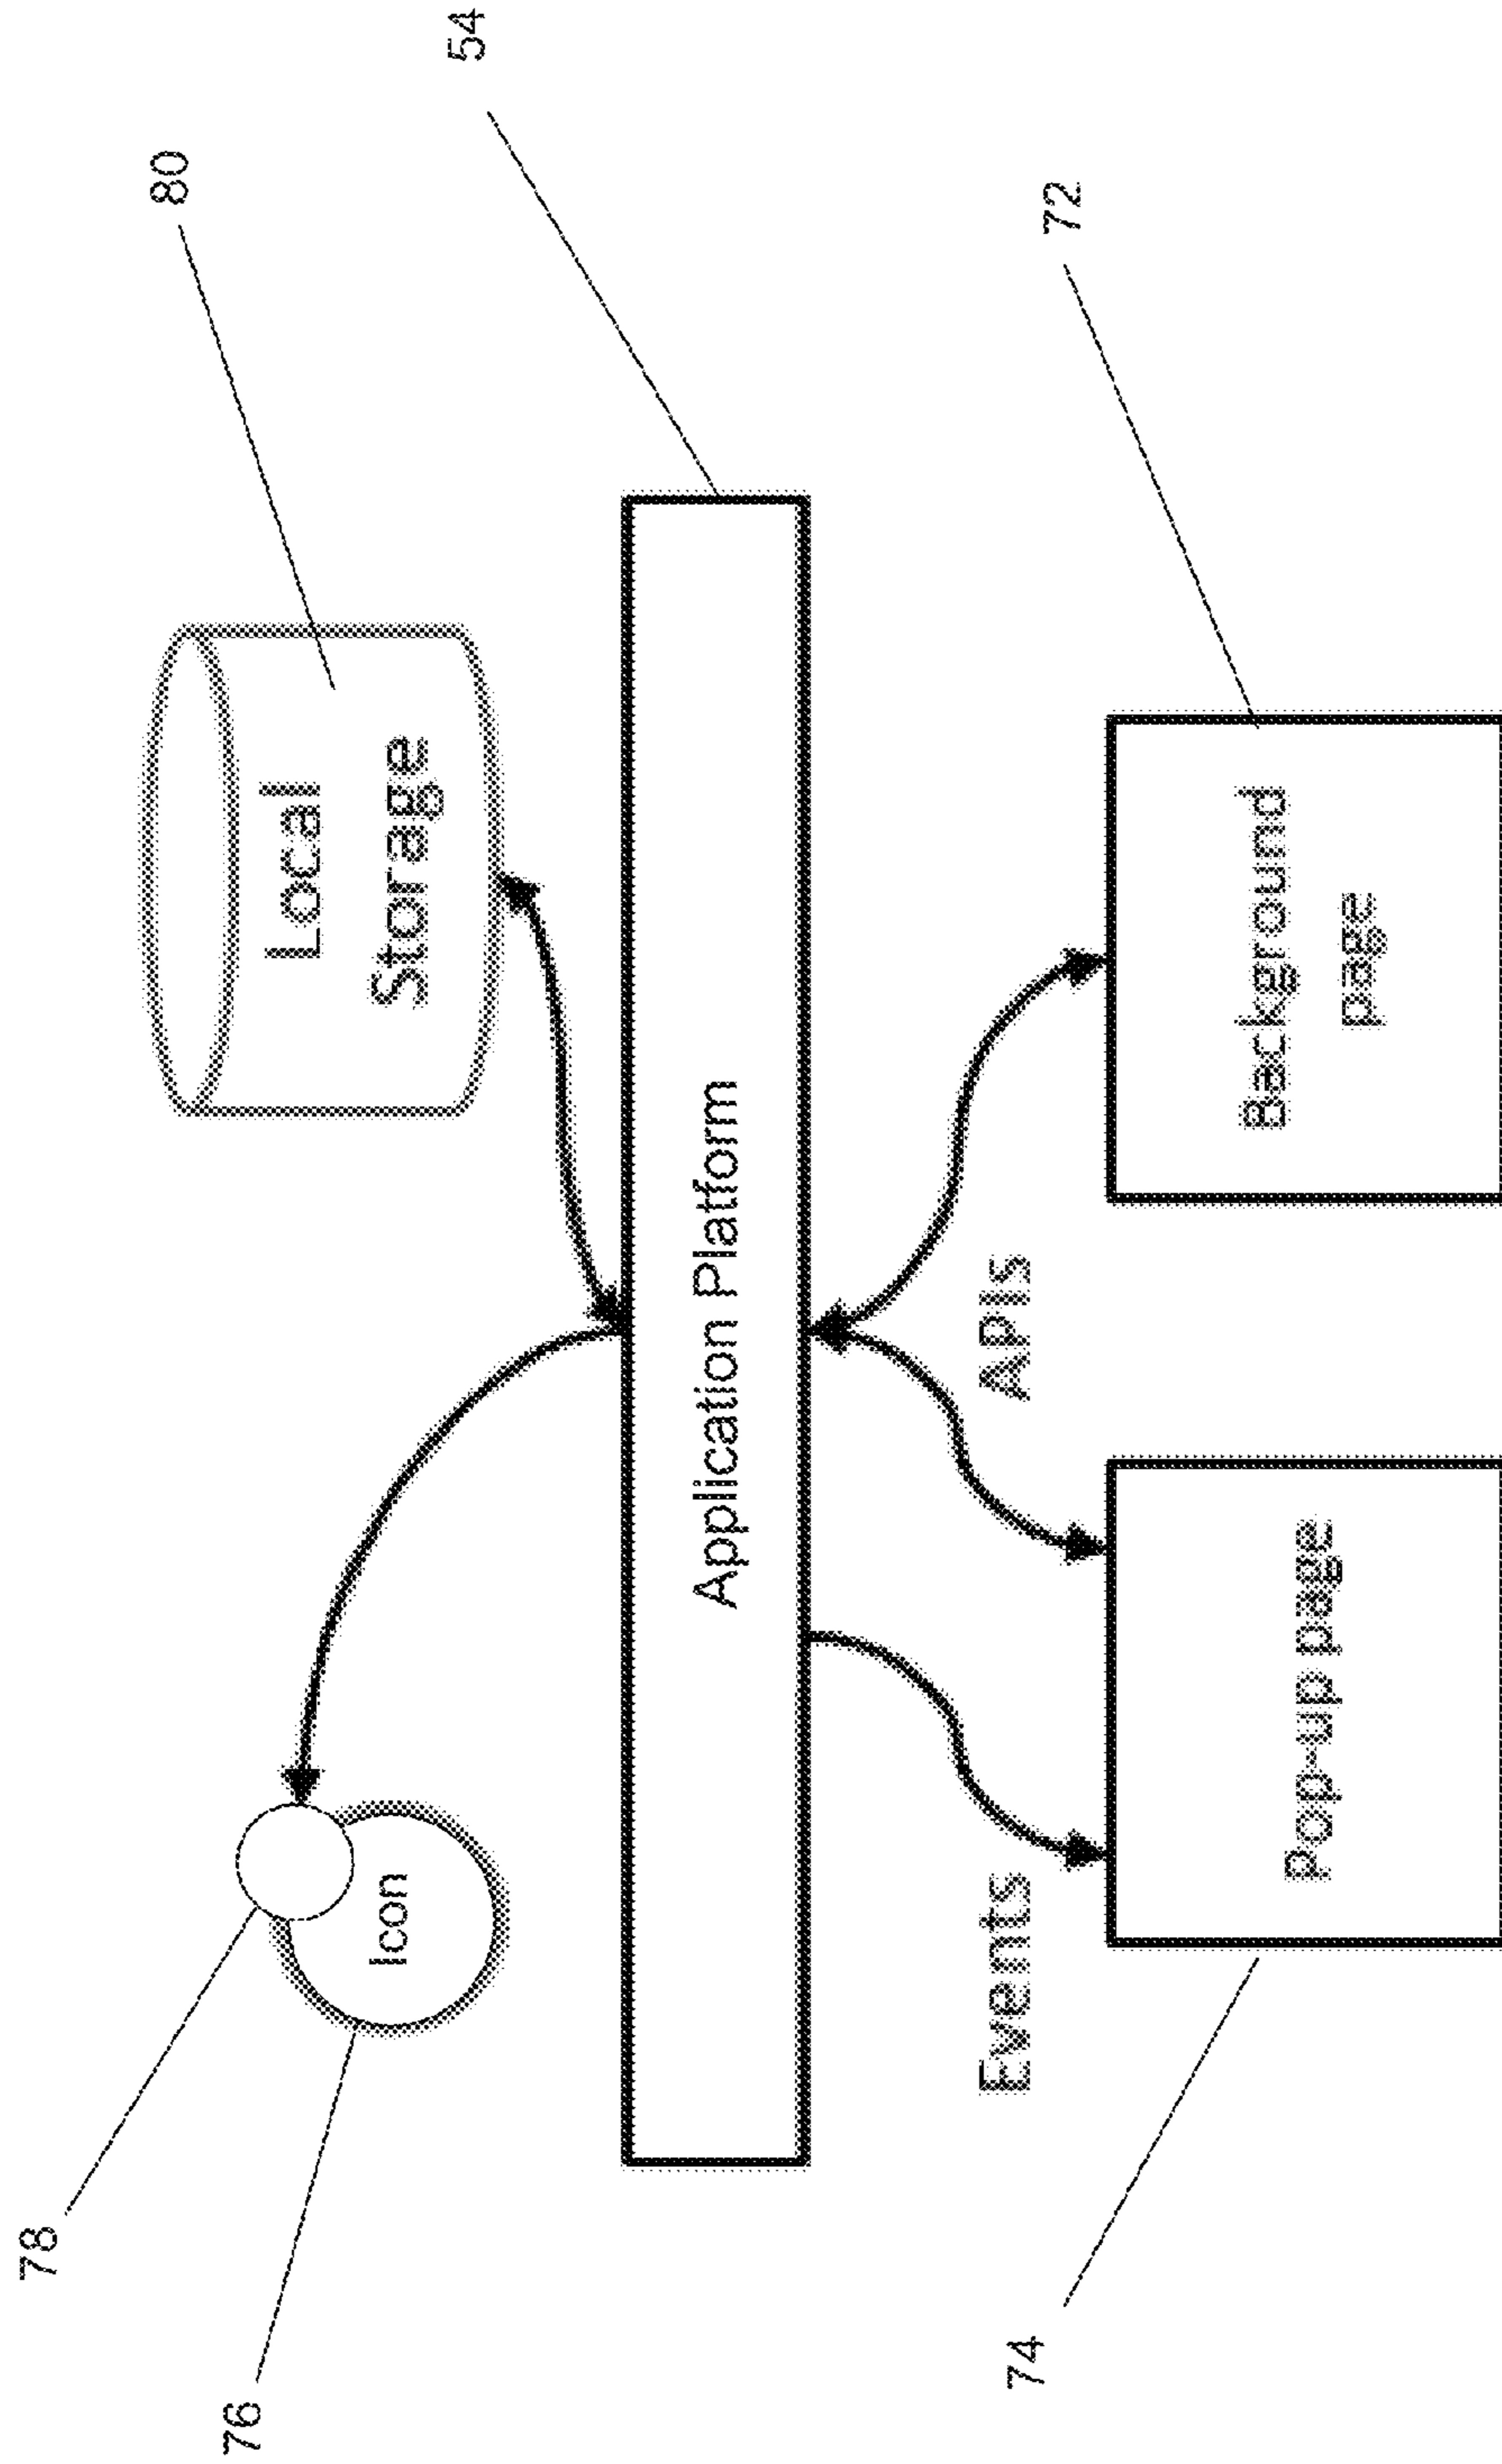 78
76
Icon
80
Local
Storage
54
Application Platform
Events
APIs
74
Pop-up page
72
Background
page